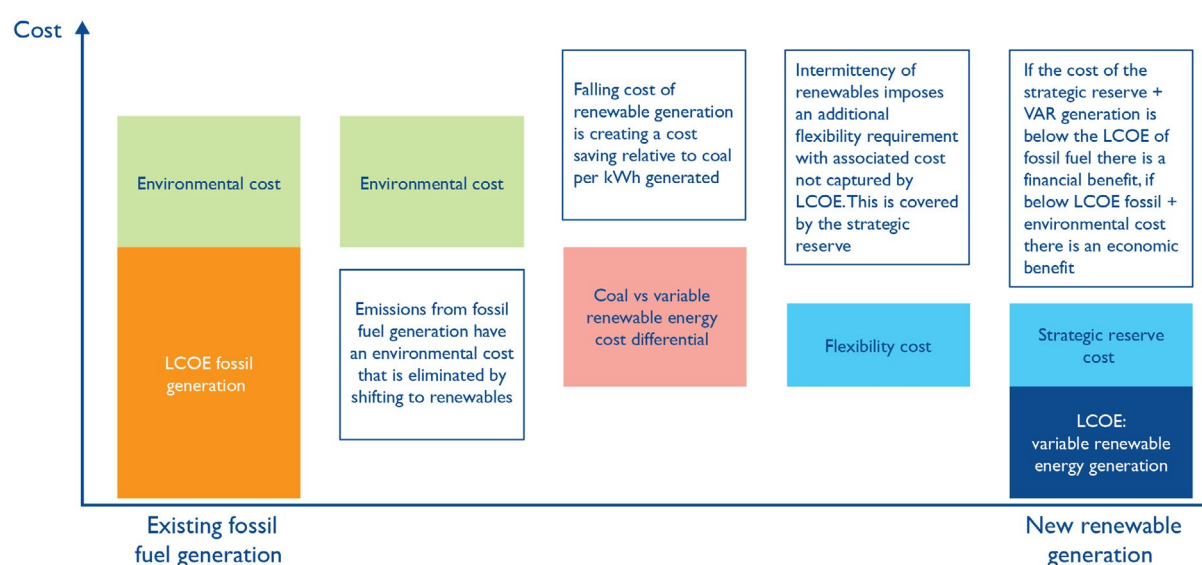 Cost
Environmental cost
LCOE fossil
generation
Environmental cost
Emissions from fossil
fuel generation have
an environmental cost
that is eliminated by
shifting to renewables
Falling cost of
renewable generation
is creating a cost
saving relative to coal
per kWh generated
Coal vs variable
renewable energy
cost differential
Intermittency of
renewables imposes
an additional
flexibility requirement
with associated cost
not captured by
LCOE. This is covered
by the strategic
reserve
Flexibility cost
If the cost of the
strategic reserve +
VAR generation is
below the LCOE of
fossil fuel there is a
financial benefit, if
below LCOE fossil +
environmental cost
there is an economic
benefit
Strategic reserve
cost
LCOE:
variable renewable
energy generation
Existing fossil
fuel generation
New renewable
generation